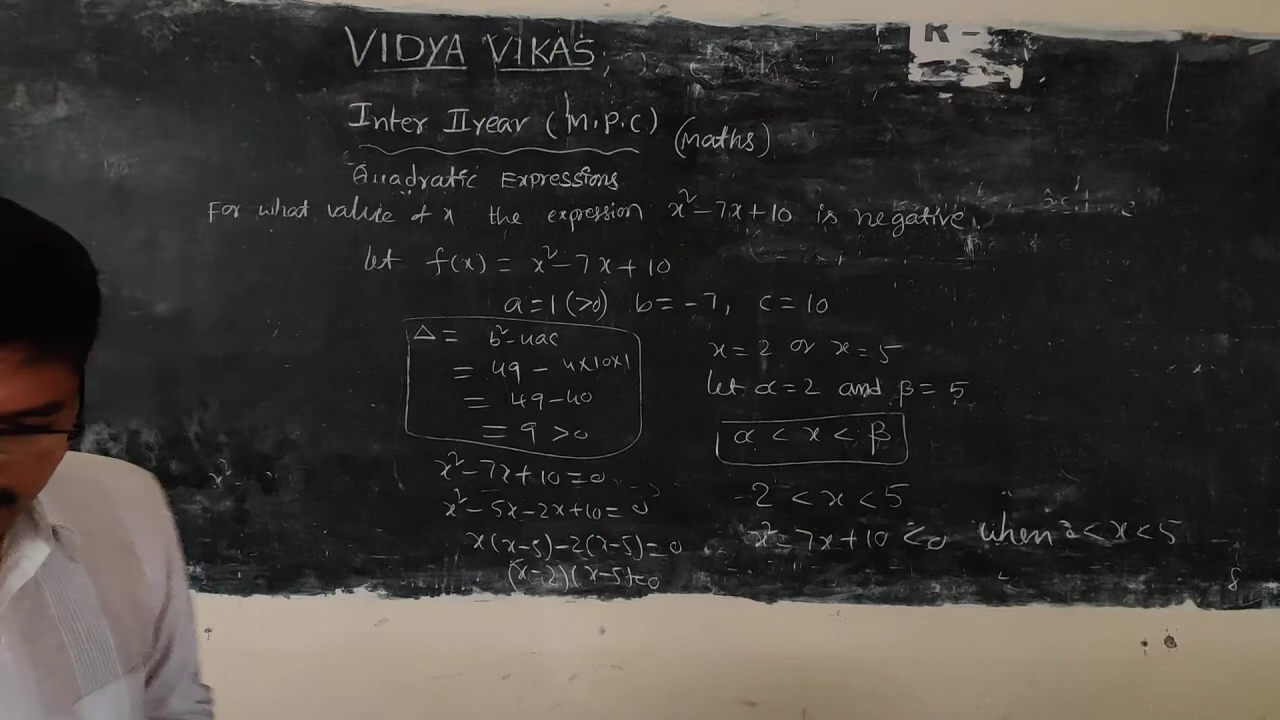 VIDYA VIKAS
R -
Inter II year (M.P.C) (maths)
Quadratic Expressions
For what value of x the expression x² - 7x + 10 is negative
let f(x) = x² - 7x + 10
a = 1 (>0) b = -7, c = 10
Δ = b² - 4ac
= 49 - 4x10x1
= 49 - 40
= 9 > 0
x² - 7x + 10 = 0
x² - 5x - 2x + 10 = 0
x(x-5) - 2(x-5) = 0
(x-2)(x-5) = 0
x = 2 or x = 5
let α = 2 and β = 5
α < x < β
2 < x < 5
x² - 7x + 10 < 0 when 2 < x < 5
x²
8